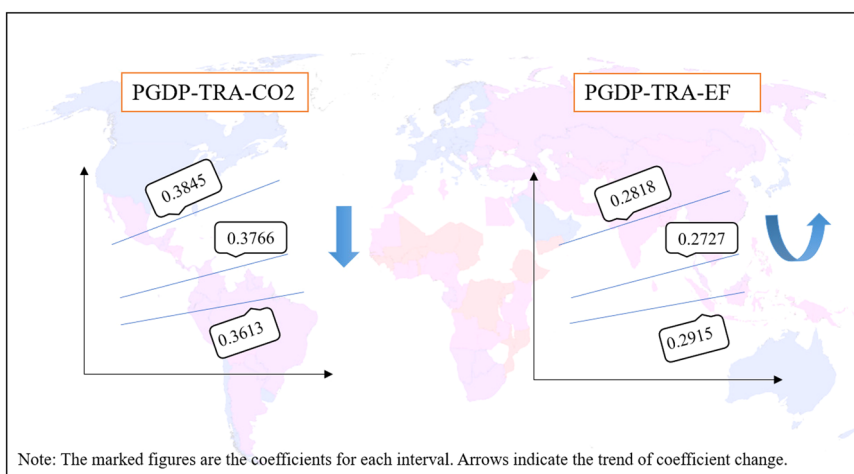 PGDP-TRA-CO2
PGDP-TRA-EF
0.3845
0.3766
0.3613
0.2818
0.2727
0.2915
Note: The marked figures are the coefficients for each interval. Arrows indicate the trend of coefficient change.